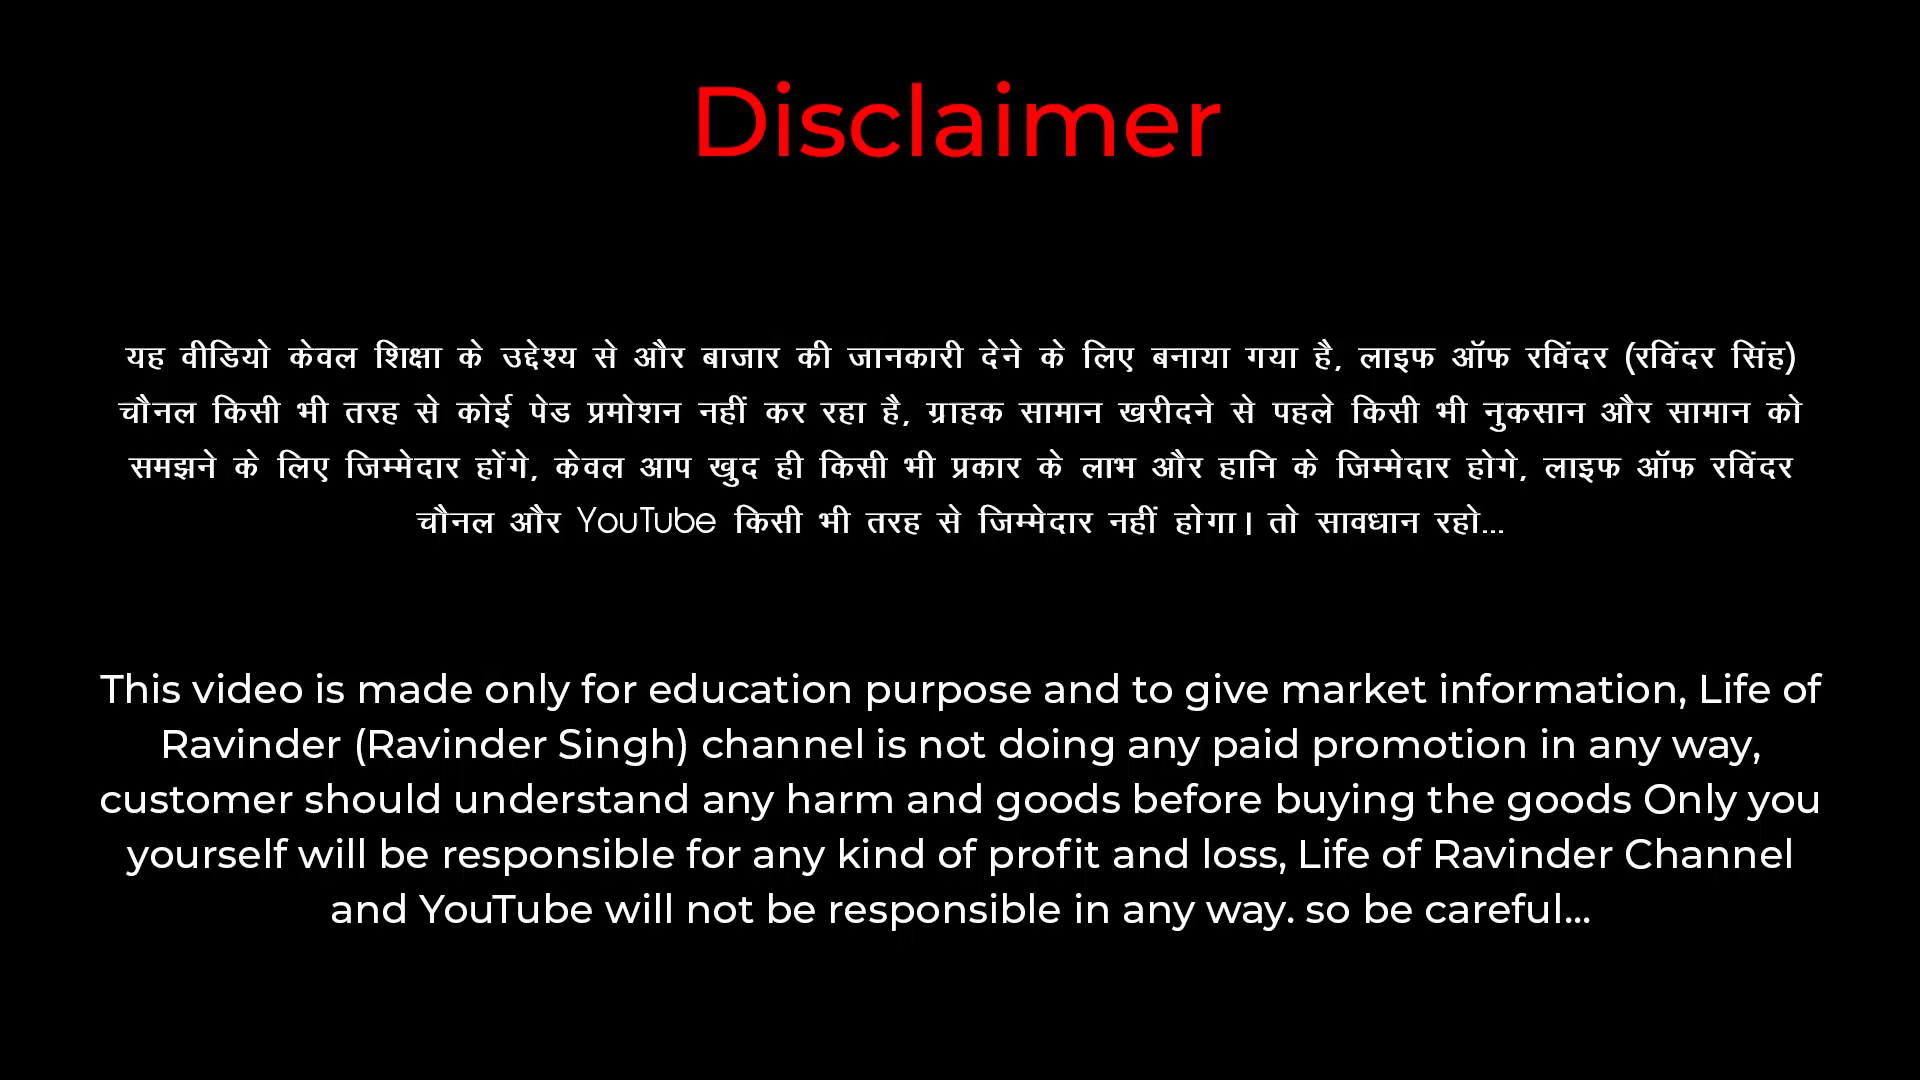 Disclaimer
यह वीडियो केवल शिक्षा के उद्देश्य से और बाजार की जानकारी देने के लिए बनाया गया है, लाइफ ऑफ रविंदर (रविंदर सिंह)
चौनल किसी भी तरह से कोई पेड प्रमोशन नहीं कर रहा है, ग्राहक सामान खरीदने से पहले किसी भी नुकसान और सामान को
समझने के लिए जिम्मेदार होंगे, केवल आप खुद ही किसी भी प्रकार के लाभ और हानि के जिम्मेदार होगे, लाइफ ऑफ रविंदर
चौनल और YouTube किसी भी तरह से जिम्मेदार नहीं होगा। तो सावधान रहो...
This video is made only for education purpose and to give market information, Life of
Ravinder (Ravinder Singh) channel is not doing any paid promotion in any way,
customer should understand any harm and goods before buying the goods Only you
yourself will be responsible for any kind of profit and loss, Life of Ravinder Channel
and YouTube will not be responsible in any way. so be careful...